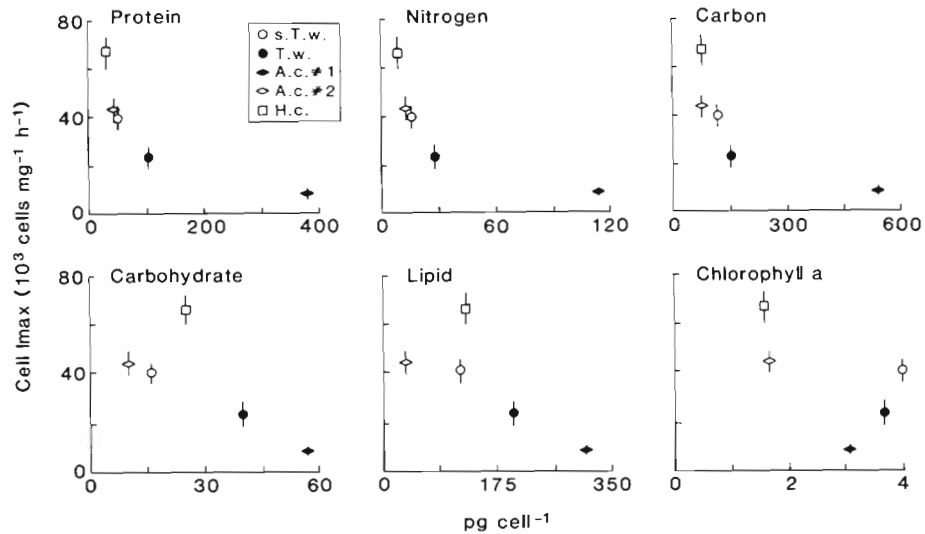 Protein
Nitrogen
Carbon
80
40
0
s.T.w.
T.w.
A.c.#1
A.c.#2
H.c.
0 200 400
0 60 120
0 300 600
Cell Imax (10³ cells mg⁻¹ h⁻¹)
Carbohydrate
Lipid
Chlorophyll a
80
40
0
0 30 60
0 175 350
0 2 4
pg cell⁻¹